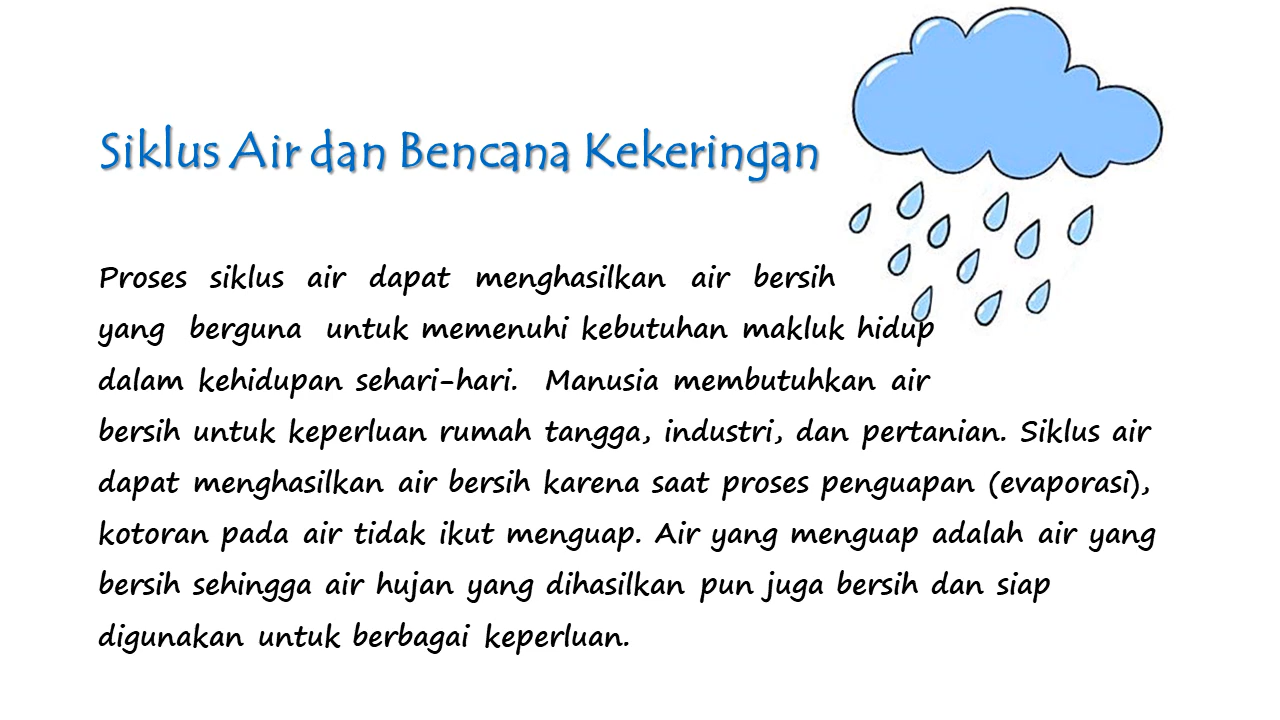 Siklus Air dan Bencana Kekeringan
Proses siklus air dapat menghasilkan air bersih
yang berguna untuk memenuhi kebutuhan makluk hidup
dalam kehidupan sehari-hari. Manusia membutuhkan air
bersih untuk keperluan rumah tangga, industri, dan pertanian. Siklus air
dapat menghasilkan air bersih karena saat proses penguapan (evaporasi),
kotoran pada air tidak ikut menguap. Air yang menguap adalah air yang
bersih sehingga air hujan yang dihasilkan pun juga bersih dan siap
digunakan untuk berbagai keperluan.